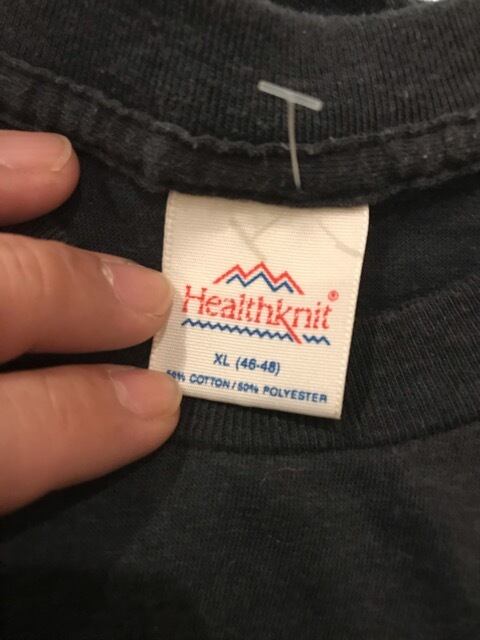 Healthknit®
XL (46-48)
50% COTTON / 50% POLYESTER